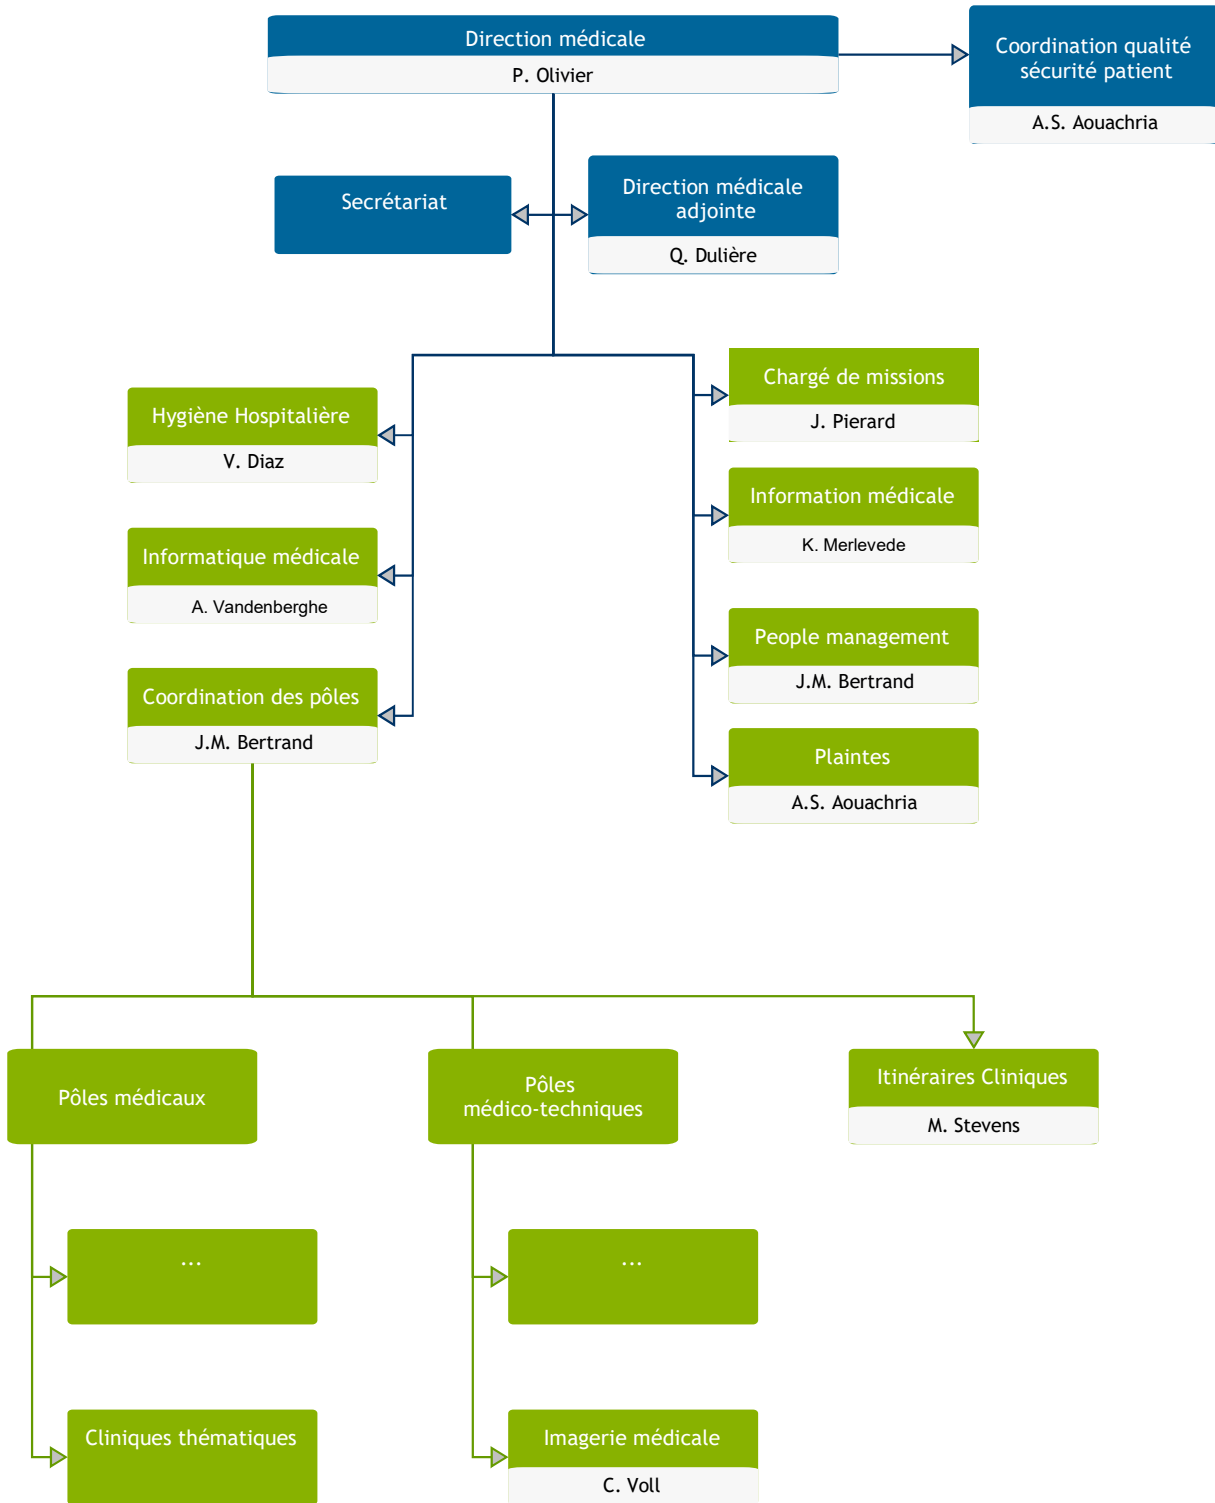 Direction médicale
P. Olivier
Coordination qualité
sécurité patient
A.S. Aouachria
Secrétariat
Direction médicale
adjointe
Q. Dulière
Hygiène Hospitalière
V. Diaz
Informatique médicale
A. Vandenberghe
Coordination des pôles
J.M. Bertrand
Chargé de missions
J. Pierard
Information médicale
K. Merlevede
People management
J.M. Bertrand
Plaintes
A.S. Aouachria
Pôles médicaux
...
Cliniques thématiques
Pôles
médico-techniques
...
Imagerie médicale
C. Voll
Itinéraires Cliniques
M. Stevens